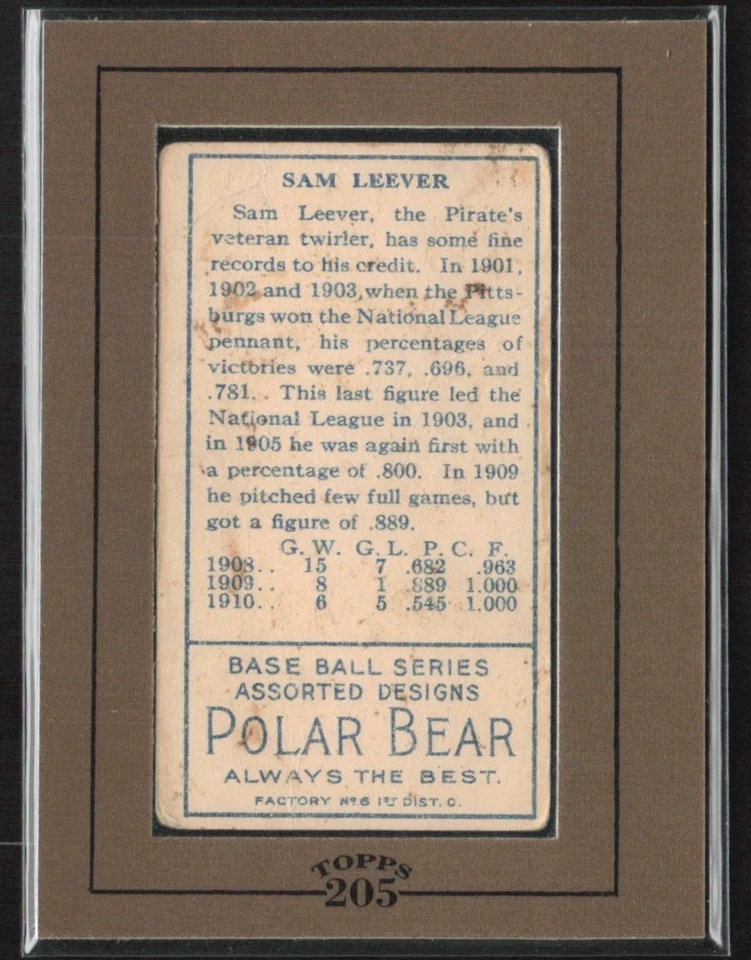 SAM LEEVER
Sam Leever, the Pirate's
veteran twirler, has some fine
records to his credit. In 1901,
1902 and 1903, when the Pitts-
burgs won the National League
pennant, his percentages of
victories were .737, .696, and
.781. This last figure led the
National League in 1903, and
in 1905 he was again first with
a percentage of .800. In 1909
he pitched few full games, but
got a figure of .889.
G. W. G. L. P. C. F.
1908.. 15 7 .682 .963
1909.. 8 1 .889 1.000
1910.. 6 5 .545 1.000
BASE BALL SERIES
ASSORTED DESIGNS
POLAR BEAR
ALWAYS THE BEST.
FACTORY No. 6 1ST DIST. O.
TOPPS
205